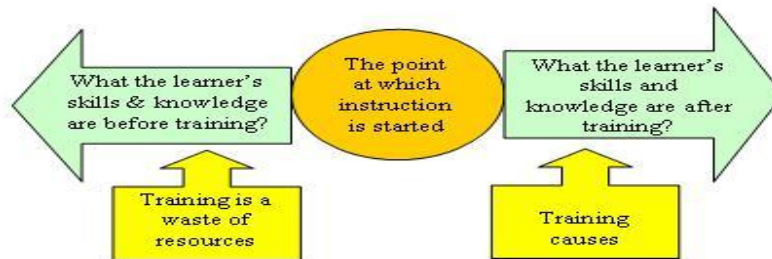 What the learner's
skills & knowledge
are before training?
The point
at which
instruction
is started
What the learner's
skills and
knowledge are after
training?
Training is a
waste of
resources
Training
causes